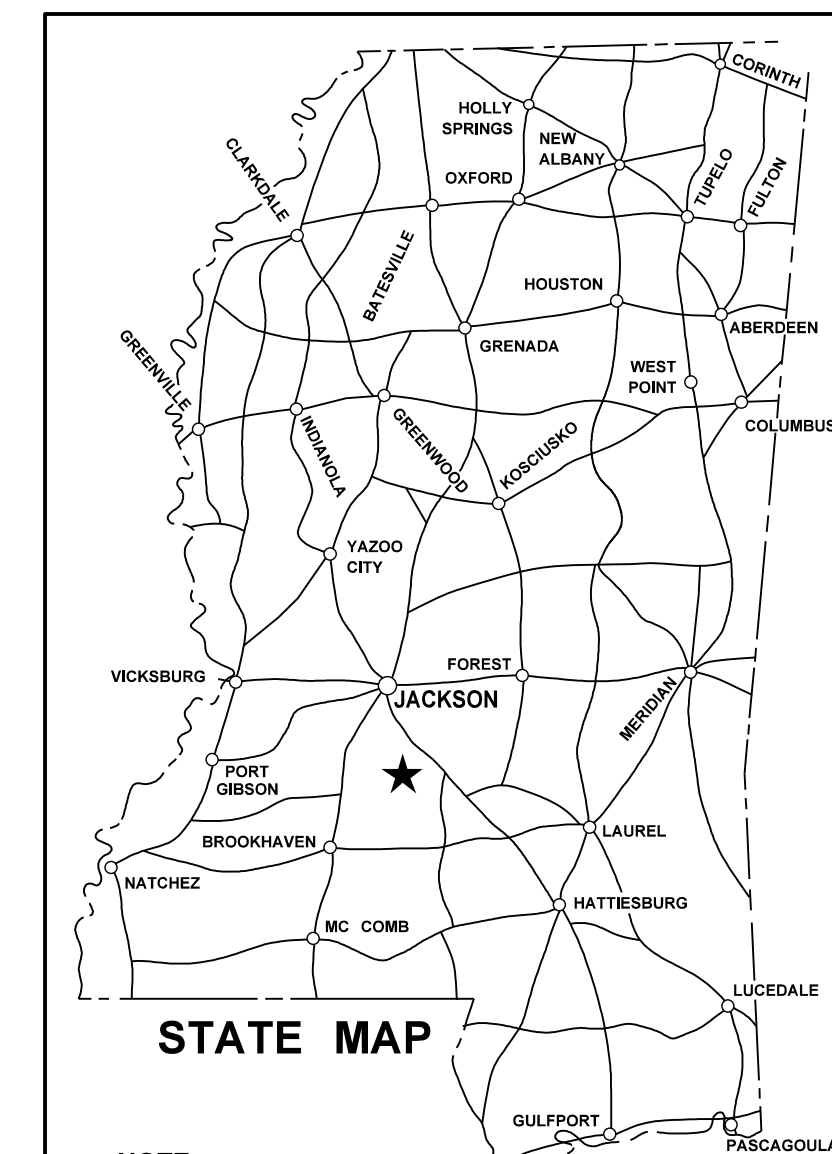 CORINTH
HOLLY
SPRINGS
NEW
ALBANY
CLARKDALE
OXFORD
TUPELO
FULTON
BATESVILLE
HOUSTON
ABERDEEN
GREENVILLE
GRENADA
WEST
POINT
COLUMBUS
INDIANOLA
GREENWOOD
KOSCIUSKO
YAZOO
CITY
VICKSBURG
FOREST
JACKSON
MERIDIAN
PORT
GIBSON
BROOKHAVEN
LAUREL
NATCHEZ
HATTIESBURG
MC COMB
LUCEDALE
STATE MAP
GULFPORT
PASCAGOULA
NOTE